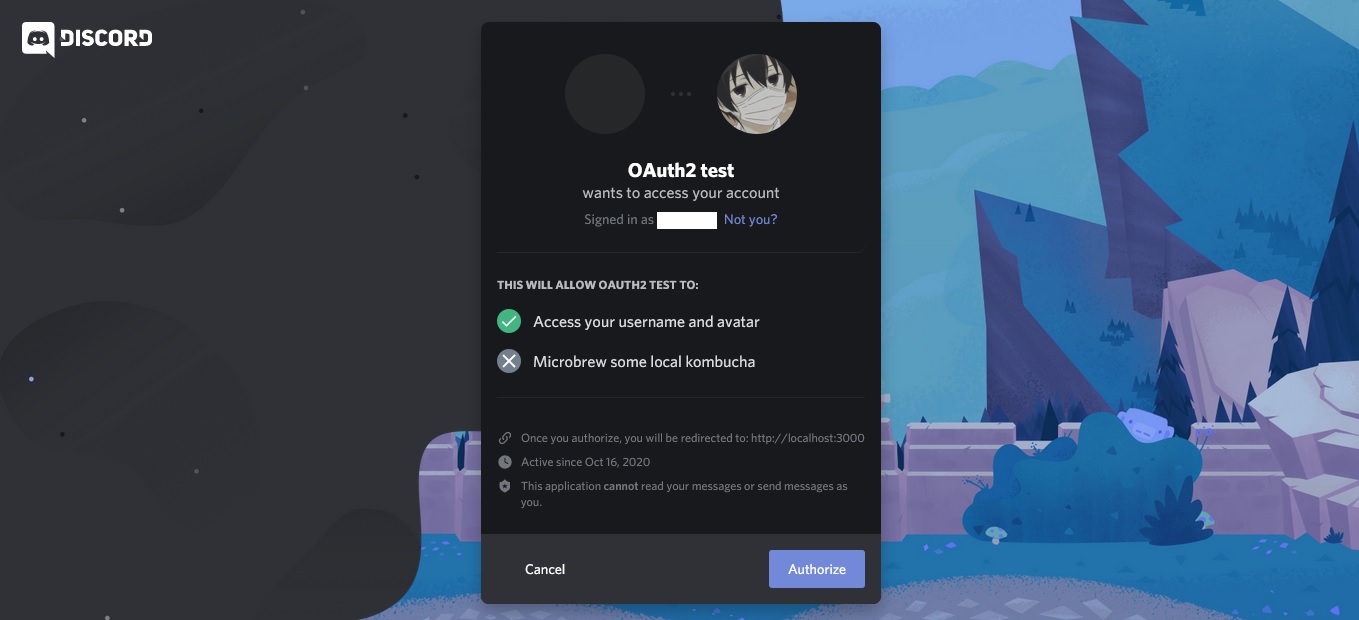 DISCORD
OAuth2 test
wants to access your account
Signed in as Not you?
THIS WILL ALLOW OAUTH2 TEST TO:
Access your username and avatar
Microbrew some local kombucha
Once you authorize, you will be redirected to: http://localhost:3000
Active since Oct 16, 2020
This application cannot read your messages or send messages as
you.
Cancel
Authorize